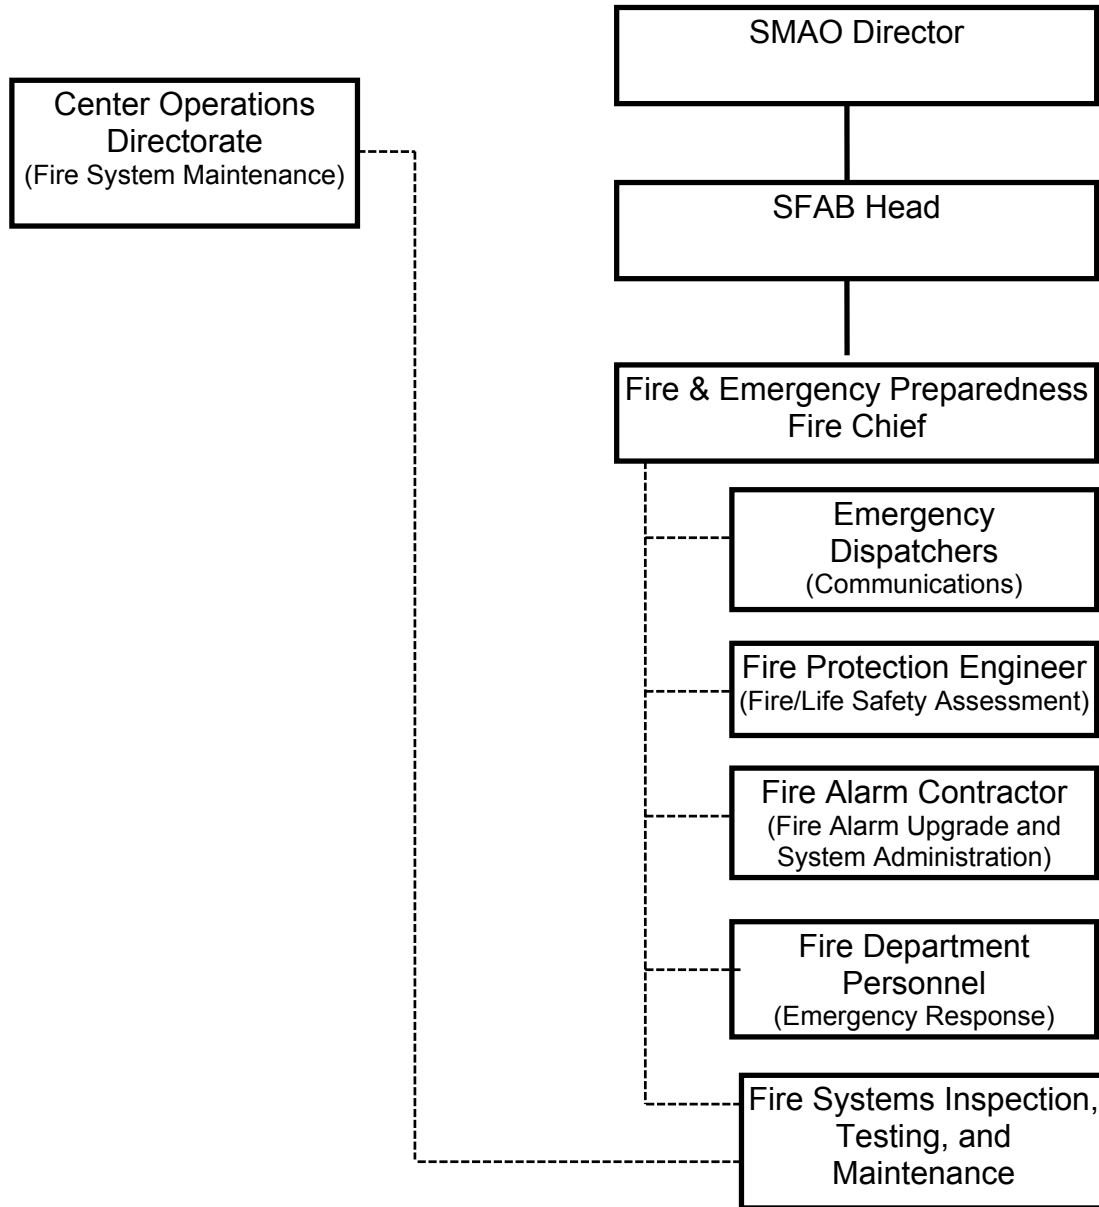 SMAO Director
Center Operations
Directorate
(Fire System Maintenance)
SFAB Head
Fire & Emergency Preparedness
Fire Chief
Emergency
Dispatchers
(Communications)
Fire Protection Engineer
(Fire/Life Safety Assessment)
Fire Alarm Contractor
(Fire Alarm Upgrade and
System Administration)
Fire Department
Personnel
(Emergency Response)
Fire Systems Inspection,
Testing, and
Maintenance